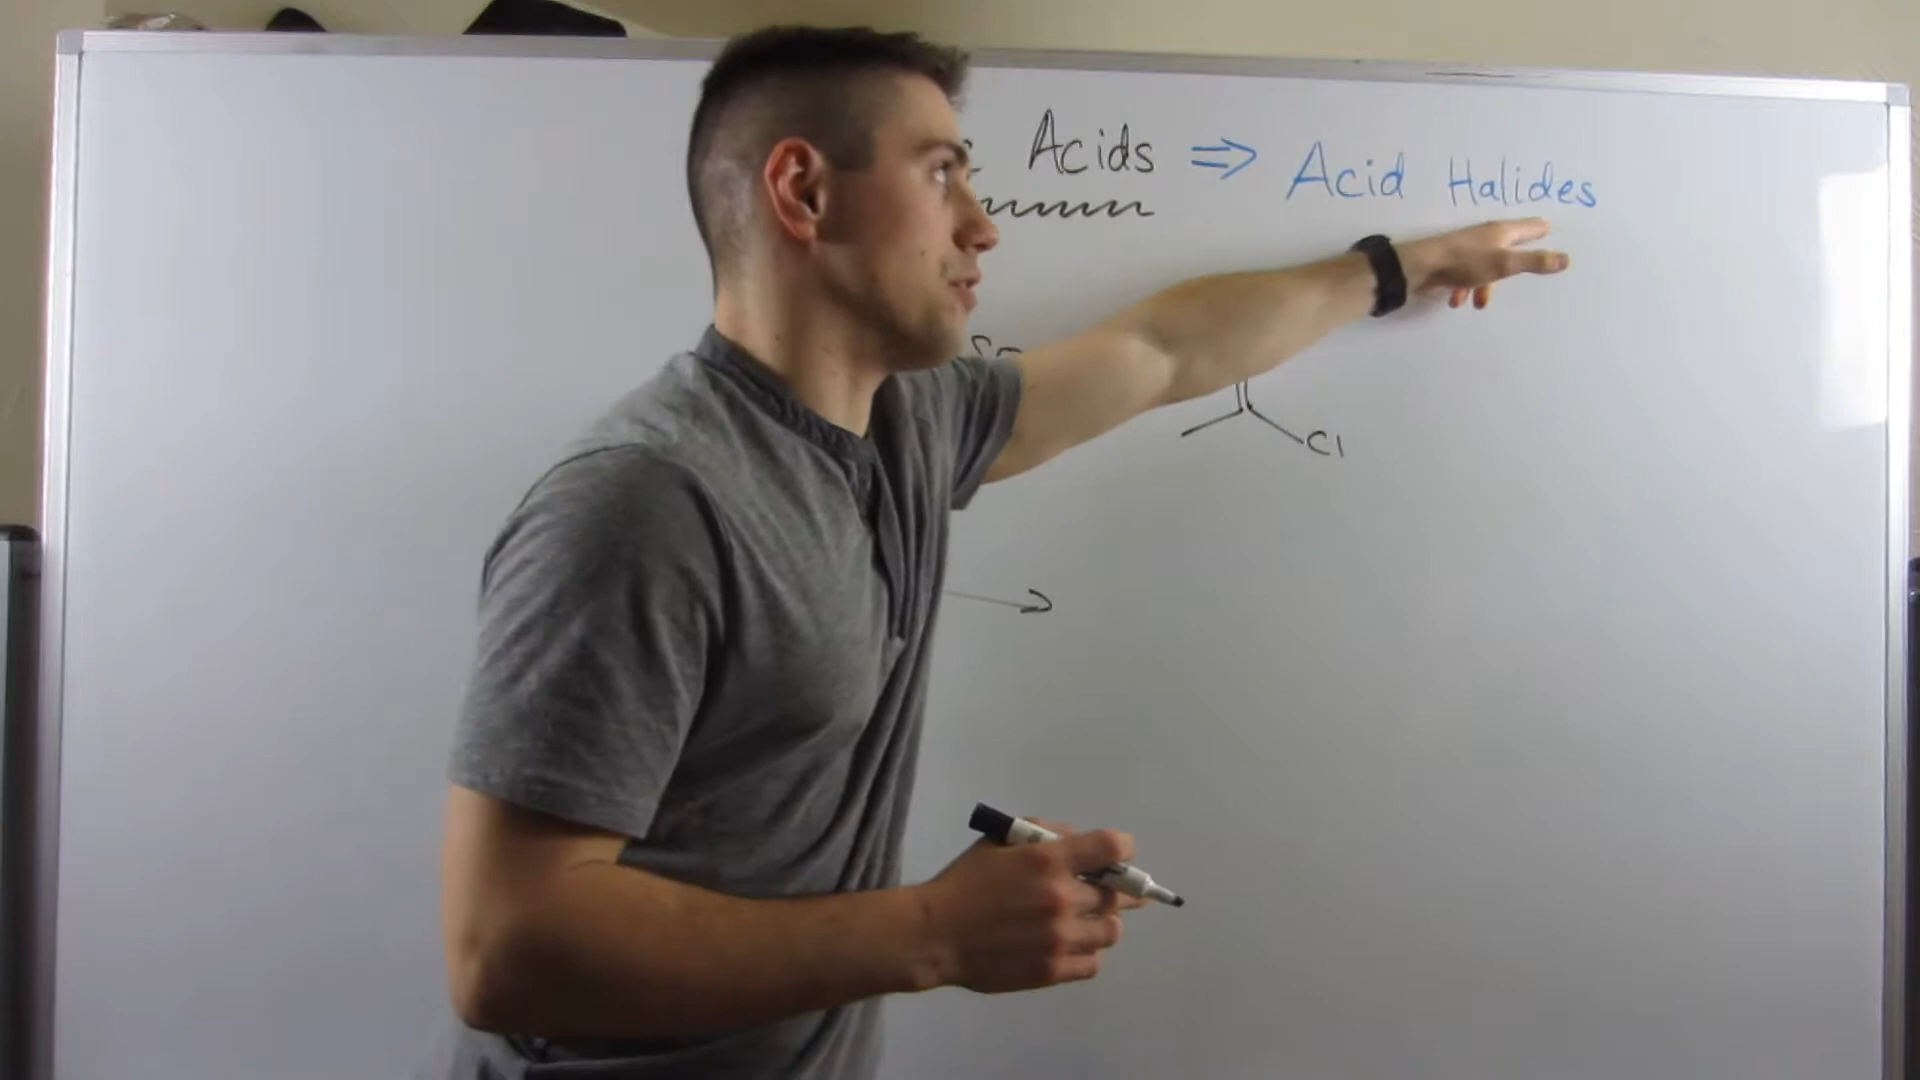 Acids ⇒ Acid Halides
Cl